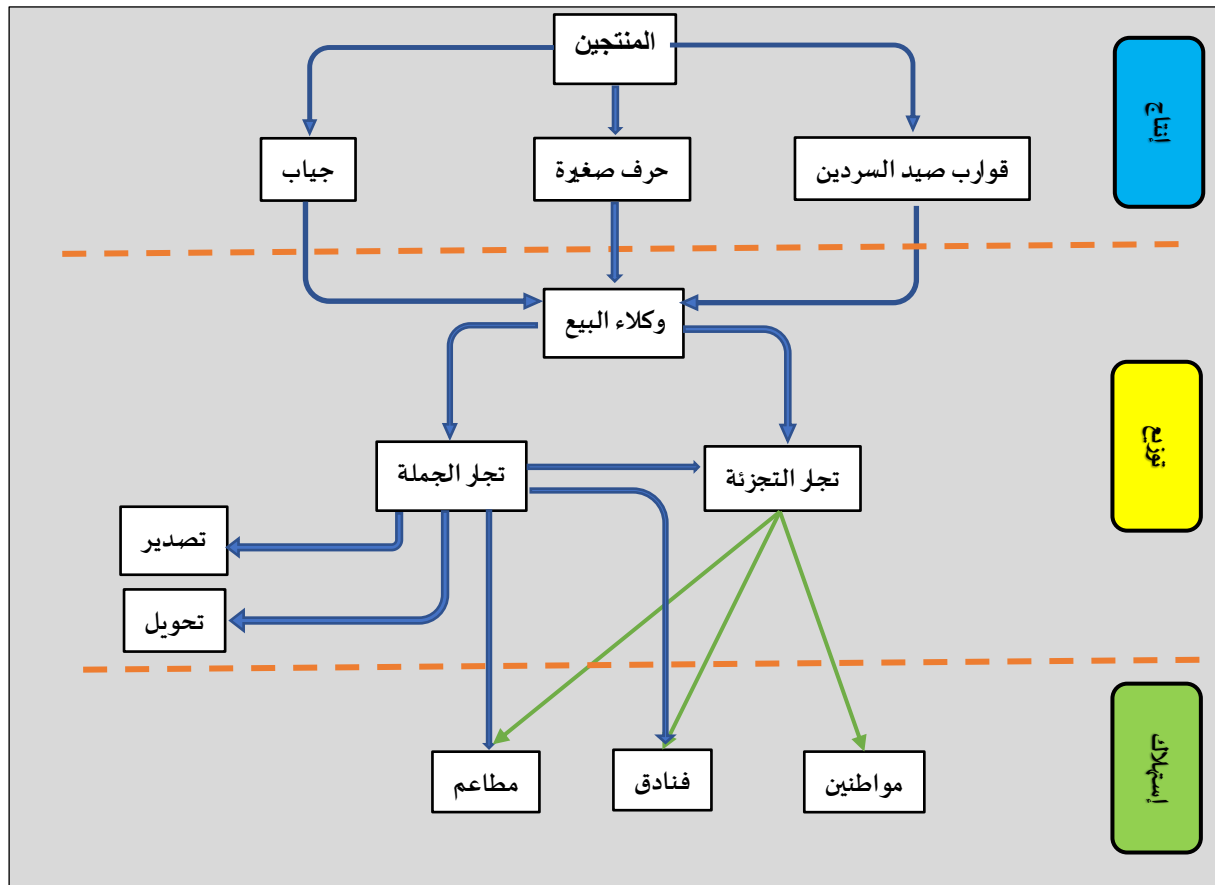 المنتجين
إنتاج
قوارب صيد السردين
حرف صغيرة
جياب
وكلاء البيع
توزيع
تجار التجزئة
تجار الجملة
تصدير
تحويل
إستهلاك
مواطنين
فنادق
مطاعم